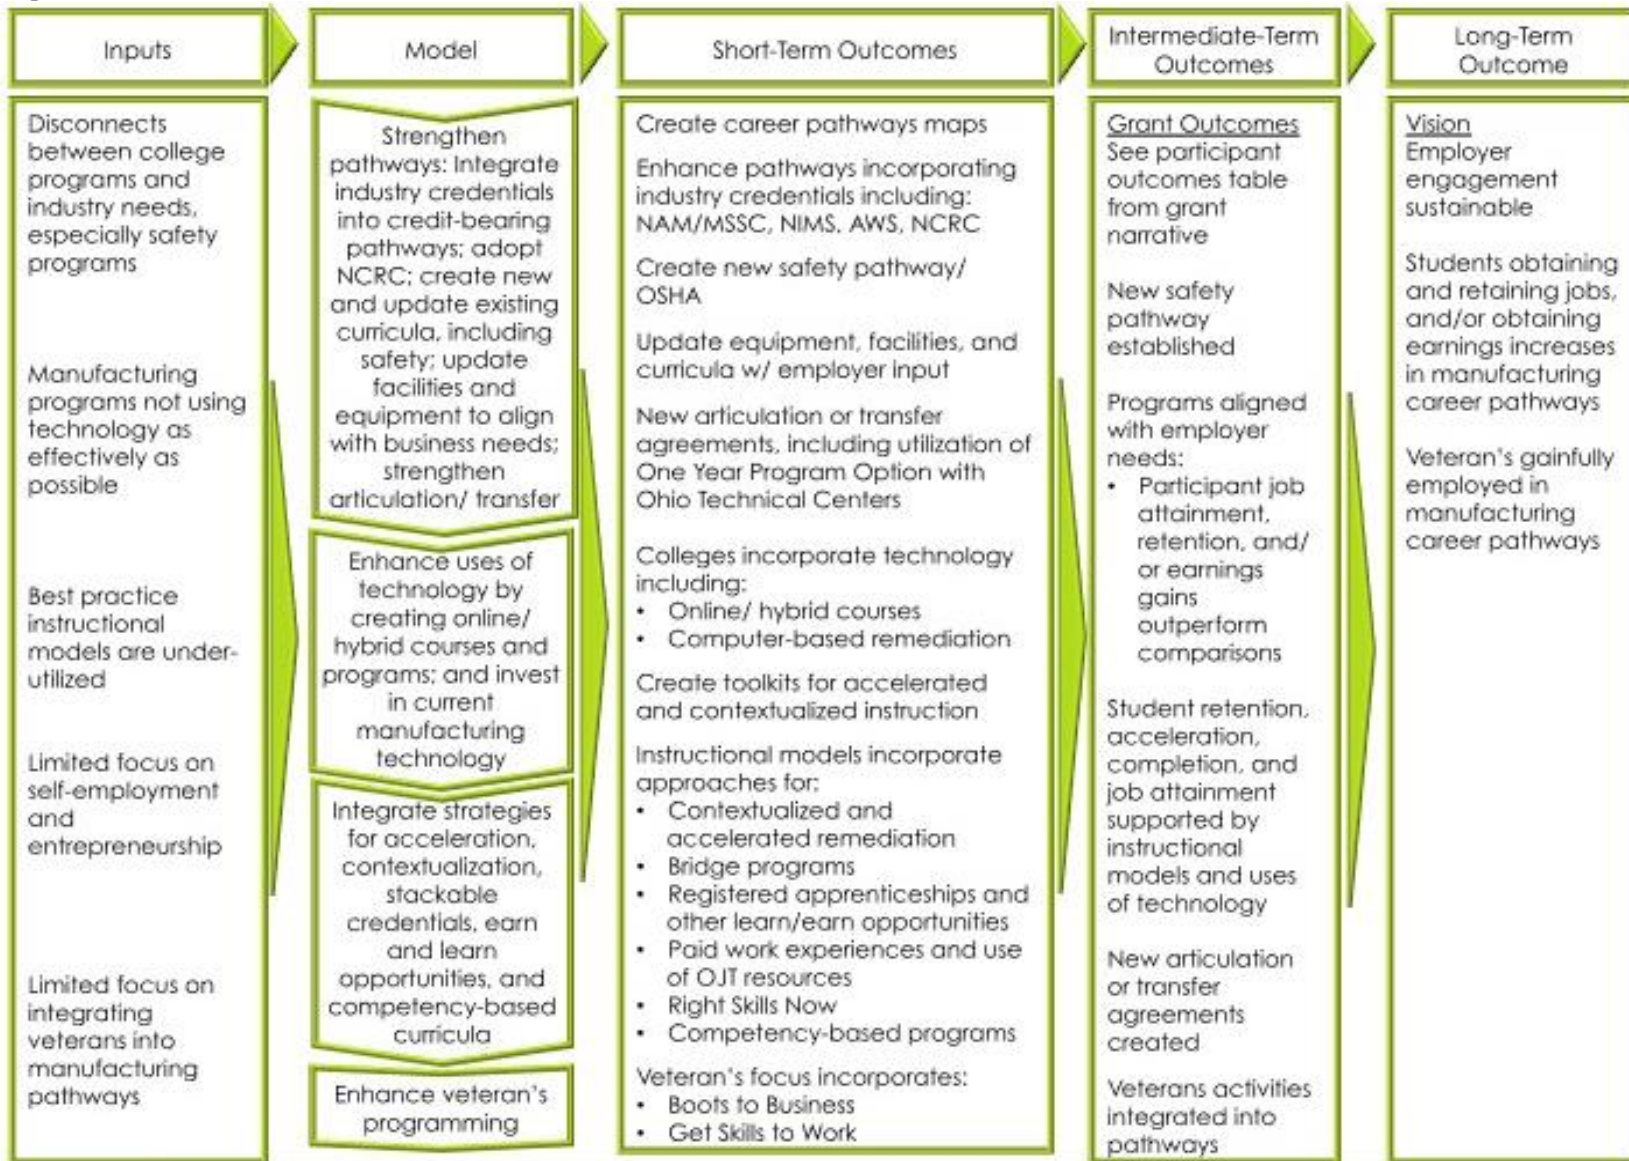 Inputs
Model
Short-Term Outcomes
Intermediate-Term
Outcomes
Long-Term
Outcome
Disconnects
between college
programs and
industry needs,
especially safety
programs
Manufacturing
programs not using
technology as
effectively as
possible
Best practice
instructional
models are under-
utilized
Limited focus on
self-employment
and
entrepreneurship
Limited focus on
integrating
veterans into
manufacturing
pathways
Strengthen
pathways: Integrate
industry credentials
into credit-bearing
pathways; adopt
NCRC; create new
and update existing
curricula, including
safety; update
facilities and
equipment to align
with business needs;
strengthen
articulation/ transfer
Enhance uses of
technology by
creating online/
hybrid courses and
programs; and invest
in current
manufacturing
technology
Integrate strategies
for acceleration,
contextualization,
stackable
credentials, earn
and learn
opportunities, and
competency-based
curricula
Enhance veteran's
programming
Create career pathways maps
Enhance pathways incorporating
industry credentials including:
NAM/MSSC, NIMS, AWS, NCRC
Create new safety pathway/
OSHA
Update equipment, facilities, and
curricula w/ employer input
New articulation or transfer
agreements, including utilization of
One Year Program Option with
Ohio Technical Centers
Colleges incorporate technology
including:
• Online/ hybrid courses
• Computer-based remediation
Create toolkits for accelerated
and contextualized instruction
Instructional models incorporate
approaches for:
• Contextualized and
accelerated remediation
• Bridge programs
• Registered apprenticeships and
other learn/earn opportunities
• Paid work experiences and use
of OJT resources
• Right Skills Now
• Competency-based programs
Veteran's focus incorporates:
• Boots to Business
• Get Skills to Work
Grant Outcomes
See participant
outcomes table
from grant
narrative
New safety
pathway
established
Programs aligned
with employer
needs:
• Participant job
attainment,
retention, and/
or earnings
gains
outperform
comparisons
Student retention,
acceleration,
completion, and
job attainment
supported by
instructional
models and uses
of technology
New articulation
or transfer
agreements
created
Veterans activities
integrated into
pathways
Vision
Employer
engagement
sustainable
Students obtaining
and retaining jobs,
and/or obtaining
earnings increases
in manufacturing
career pathways
Veteran's gainfully
employed in
manufacturing
career pathways